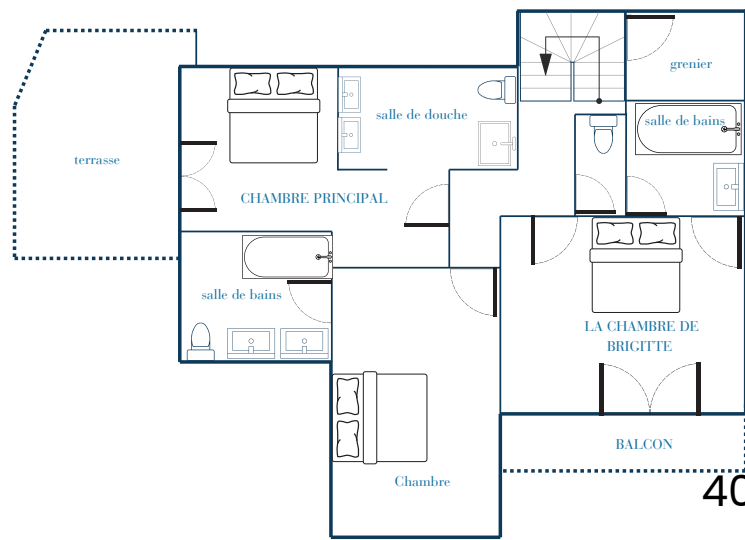 grenier
salle de douche
salle de bains
terrasse
CHAMBRE PRINCIPAL
salle de bains
LA CHAMBRE DE
BRIGITTE
BALCON
Chambre
40